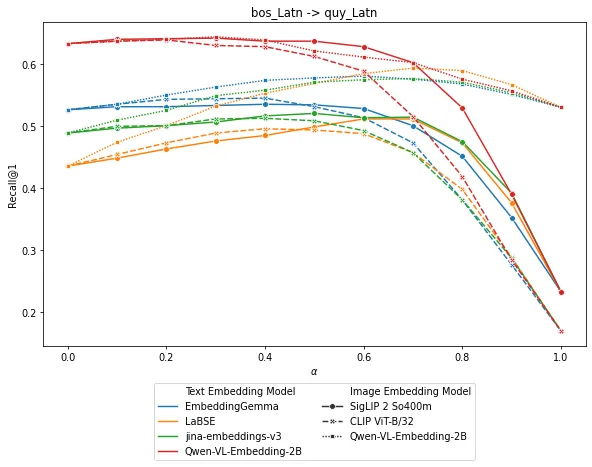 bos_Latn -> quy_Latn
Recall@1
0.6
0.5
0.4
0.3
0.2
0.0 0.2 0.4 0.6 0.8 1.0
α
Text Embedding Model Image Embedding Model
EmbeddingGemma SigLIP 2 So400m
LaBSE CLIP ViT-B/32
jina-embeddings-v3 Qwen-VL-Embedding-2B
Qwen-VL-Embedding-2B